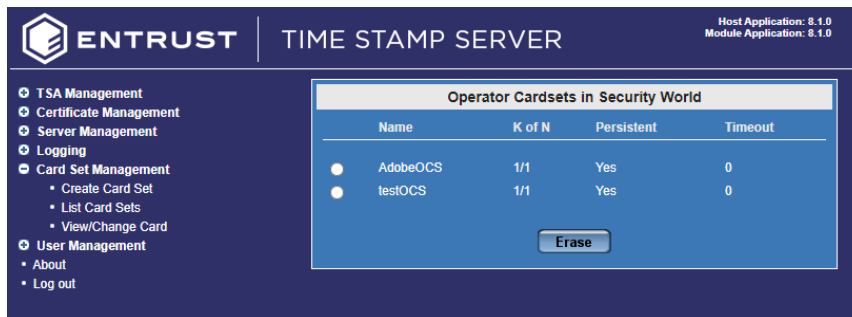 ENTRUST
TIME STAMP SERVER
Host Application: 8.1.0
Module Application: 8.1.0
TSA Management
Certificate Management
Server Management
Logging
Card Set Management
Create Card Set
List Card Sets
View/Change Card
User Management
About
Log out
Operator Cardsets in Security World
Name K of N Persistent Timeout
AdobeOCS 1/1 Yes 0
testOCS 1/1 Yes 0
Erase